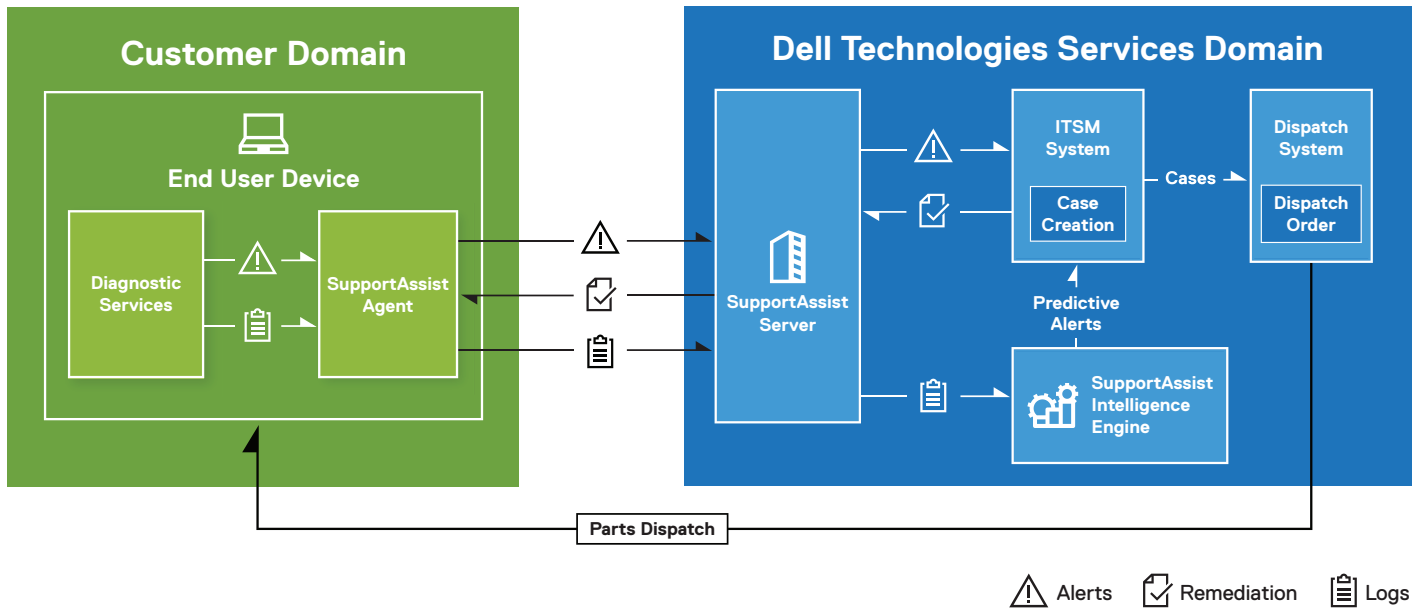 Customer Domain
Dell Technologies Services Domain
End User Device
Diagnostic
Services
SupportAssist
Agent
SupportAssist
Server
ITSM
System
Case
Creation
Cases
Dispatch
System
Dispatch
Order
Predictive
Alerts
SupportAssist
Intelligence
Engine
Parts Dispatch
Alerts
Remediation
Logs